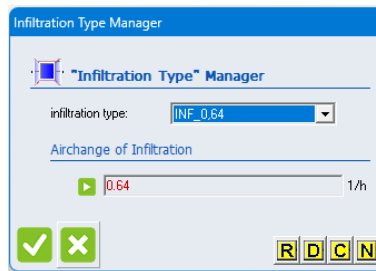 Infiltration Type Manager
"Infiltration Type" Manager
infiltration type: INF_0,64
Airchange of Infiltration
0.64 1/h
R D C N